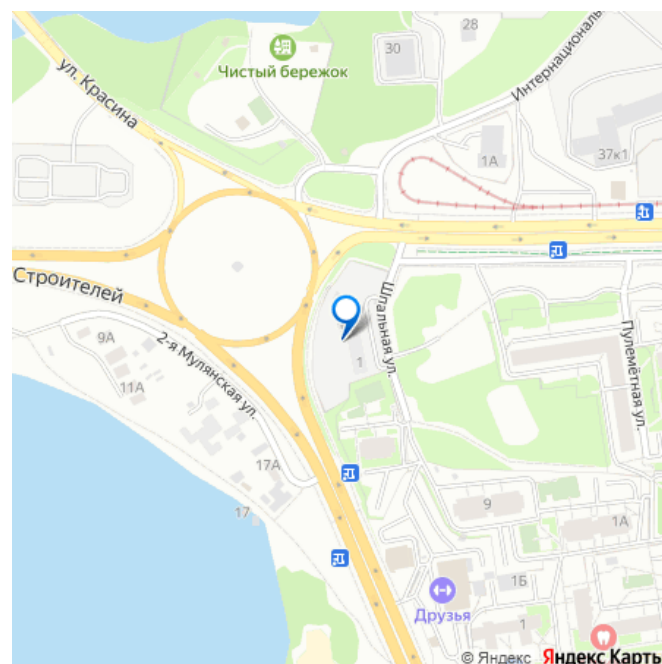 28
30
Чистый бережок
Интернациональ
ул. Красина
1А
37к1
Строителей
Шпальная ул.
Пулемётная ул.
9А
2-я Мулянская ул.
11А
1
17А
17
9
1А
1Б
Друзья
1
© Яндекс Яндекс Карты